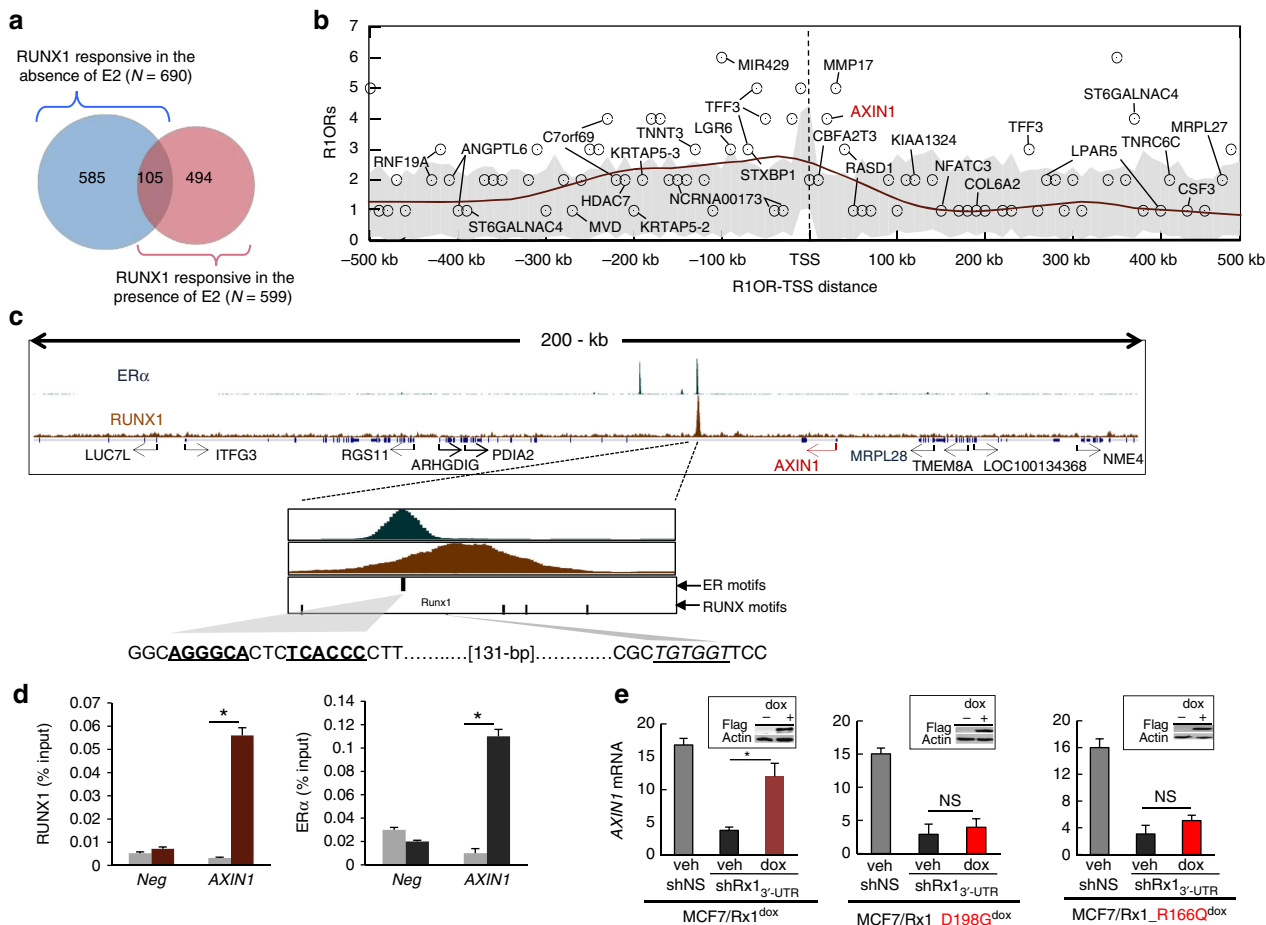 a
RUNX1 responsive in the
absence of E2 (N = 690)
585
105
494
RUNX1 responsive in the
presence of E2 (N = 599)
b
R1ORs
7
6
5
4
3
2
1
0
MIR429
MMP17
TFF3
AXIN1
ST6GALNAC4
C7orf69
TNNT3
LGR6
CBFA2T3
KIAA1324
TFF3
TNRC6C
MRPL27
RNF19A
ANGPTL6
KRTAP5-3
STXBP1
RASD1
NFATC3
LPAR5
HDAC7
NCRNA00173
COL6A2
CSF3
ST6GALNAC4
MVD
KRTAP5-2
–500 kb
–400 kb
–300 kb
–200 kb
–100 kb
TSS
100 kb
200 kb
300 kb
400 kb
500 kb
R1OR-TSS distance
c
200 - kb
ERα
RUNX1
LUC7L
ITFG3
RGS11
ARHGDIG
PDIA2
AXIN1
MRPL28
TMEM8A
LOC100134368
NME4
ER motifs
Runx1
RUNX motifs
GGCAGGGCACTCTCACCCCTT..........[131-bp]............CGCTGTGGTTCC
d
RUNX1 (% input)
0.07
0.06
0.05
0.04
0.03
0.02
0.01
0
*
Neg
AXIN1
ERα (% input)
0.14
0.12
0.1
0.08
0.06
0.04
0.02
0
*
Neg
AXIN1
e
AXIN1 mRNA
20
15
10
5
0
dox
– +
Flag
Actin
*
veh veh dox
shNS shRx13′-UTR
MCF7/Rx1dox
20
15
10
5
0
dox
– +
Flag
Actin
NS
veh veh dox
shNS shRx13′-UTR
MCF7/Rx1_D198Gdox
20
16
12
8
4
0
dox
– +
Flag
Actin
NS
veh veh dox
shNS shRx13′-UTR
MCF7/Rx1_R166Qdox